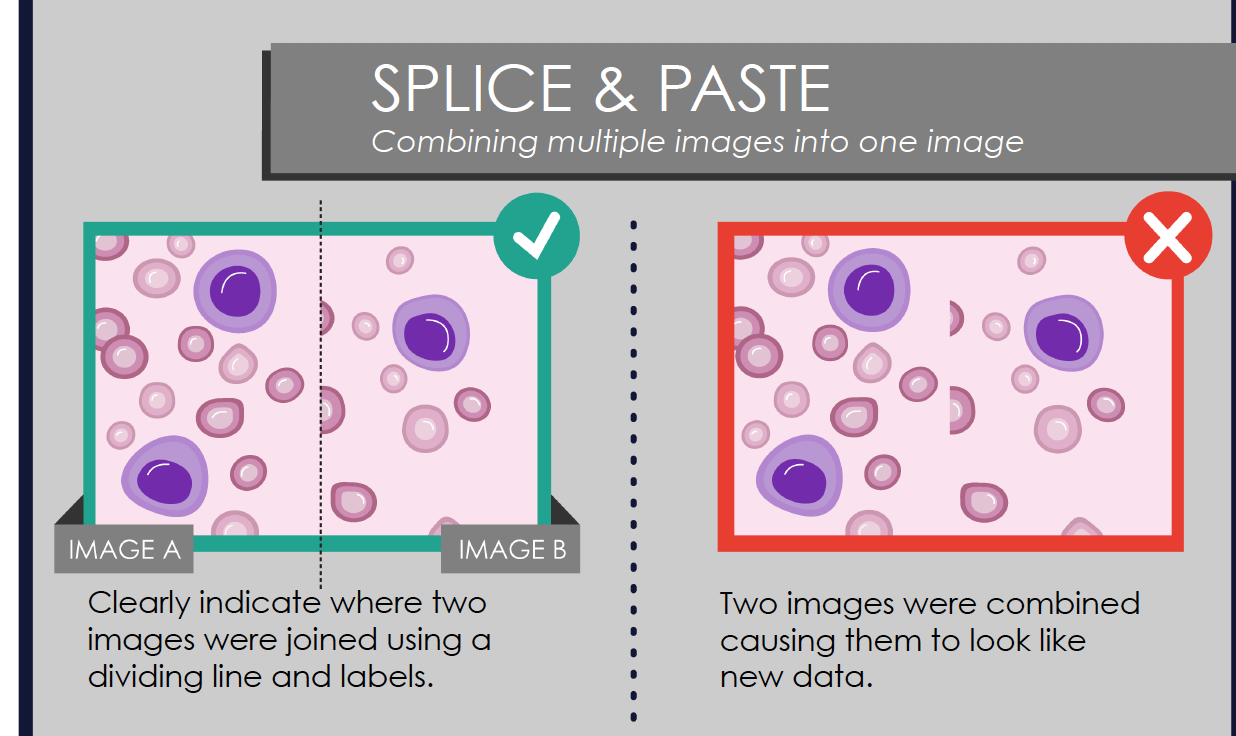 SPLICE & PASTE
Combining multiple images into one image
IMAGE A
IMAGE B
Clearly indicate where two
images were joined using a
dividing line and labels.
Two images were combined
causing them to look like
new data.